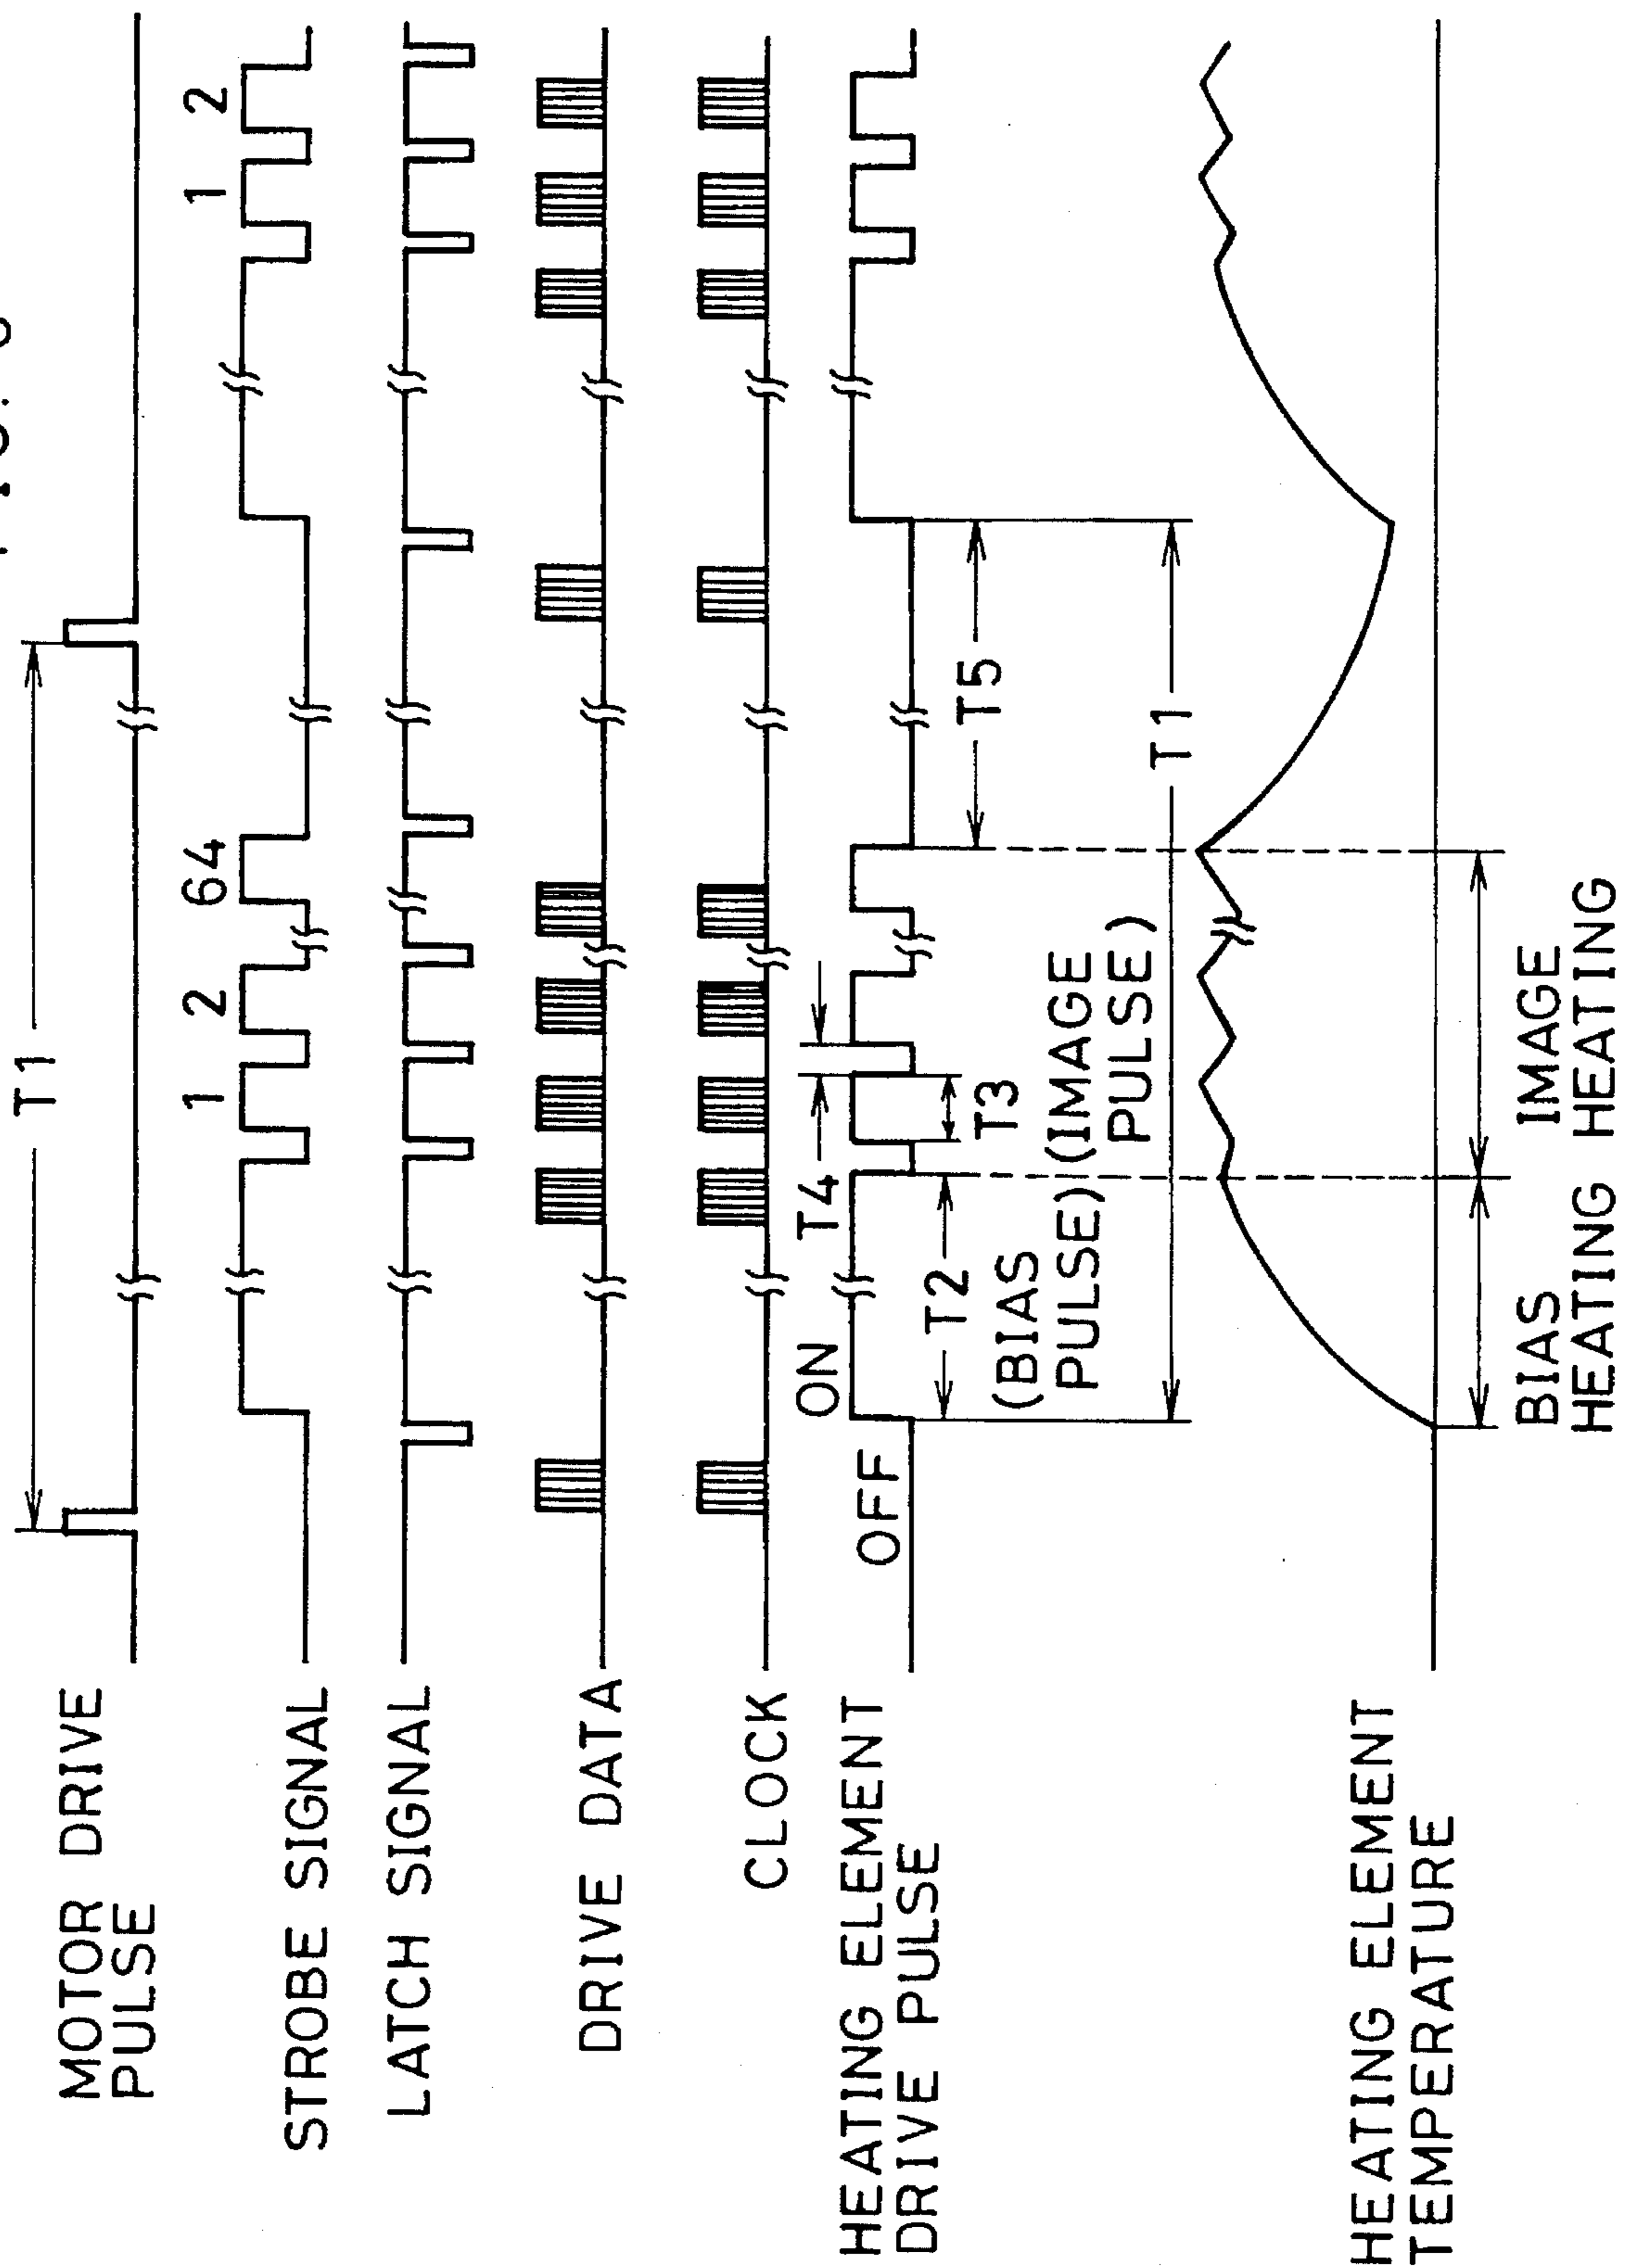 T1
MOTOR DRIVE
PULSE
1 2 64 1 2
STROBE SIGNAL
LATCH SIGNAL
DRIVE DATA
CLOCK
HEATING ELEMENT
DRIVE PULSE
ON
OFF
T4
T2
T3
T5
(BIAS
PULSE)
(IMAGE
PULSE)
T1
HEATING ELEMENT
TEMPERATURE
BIAS
HEATING
IMAGE
HEATING